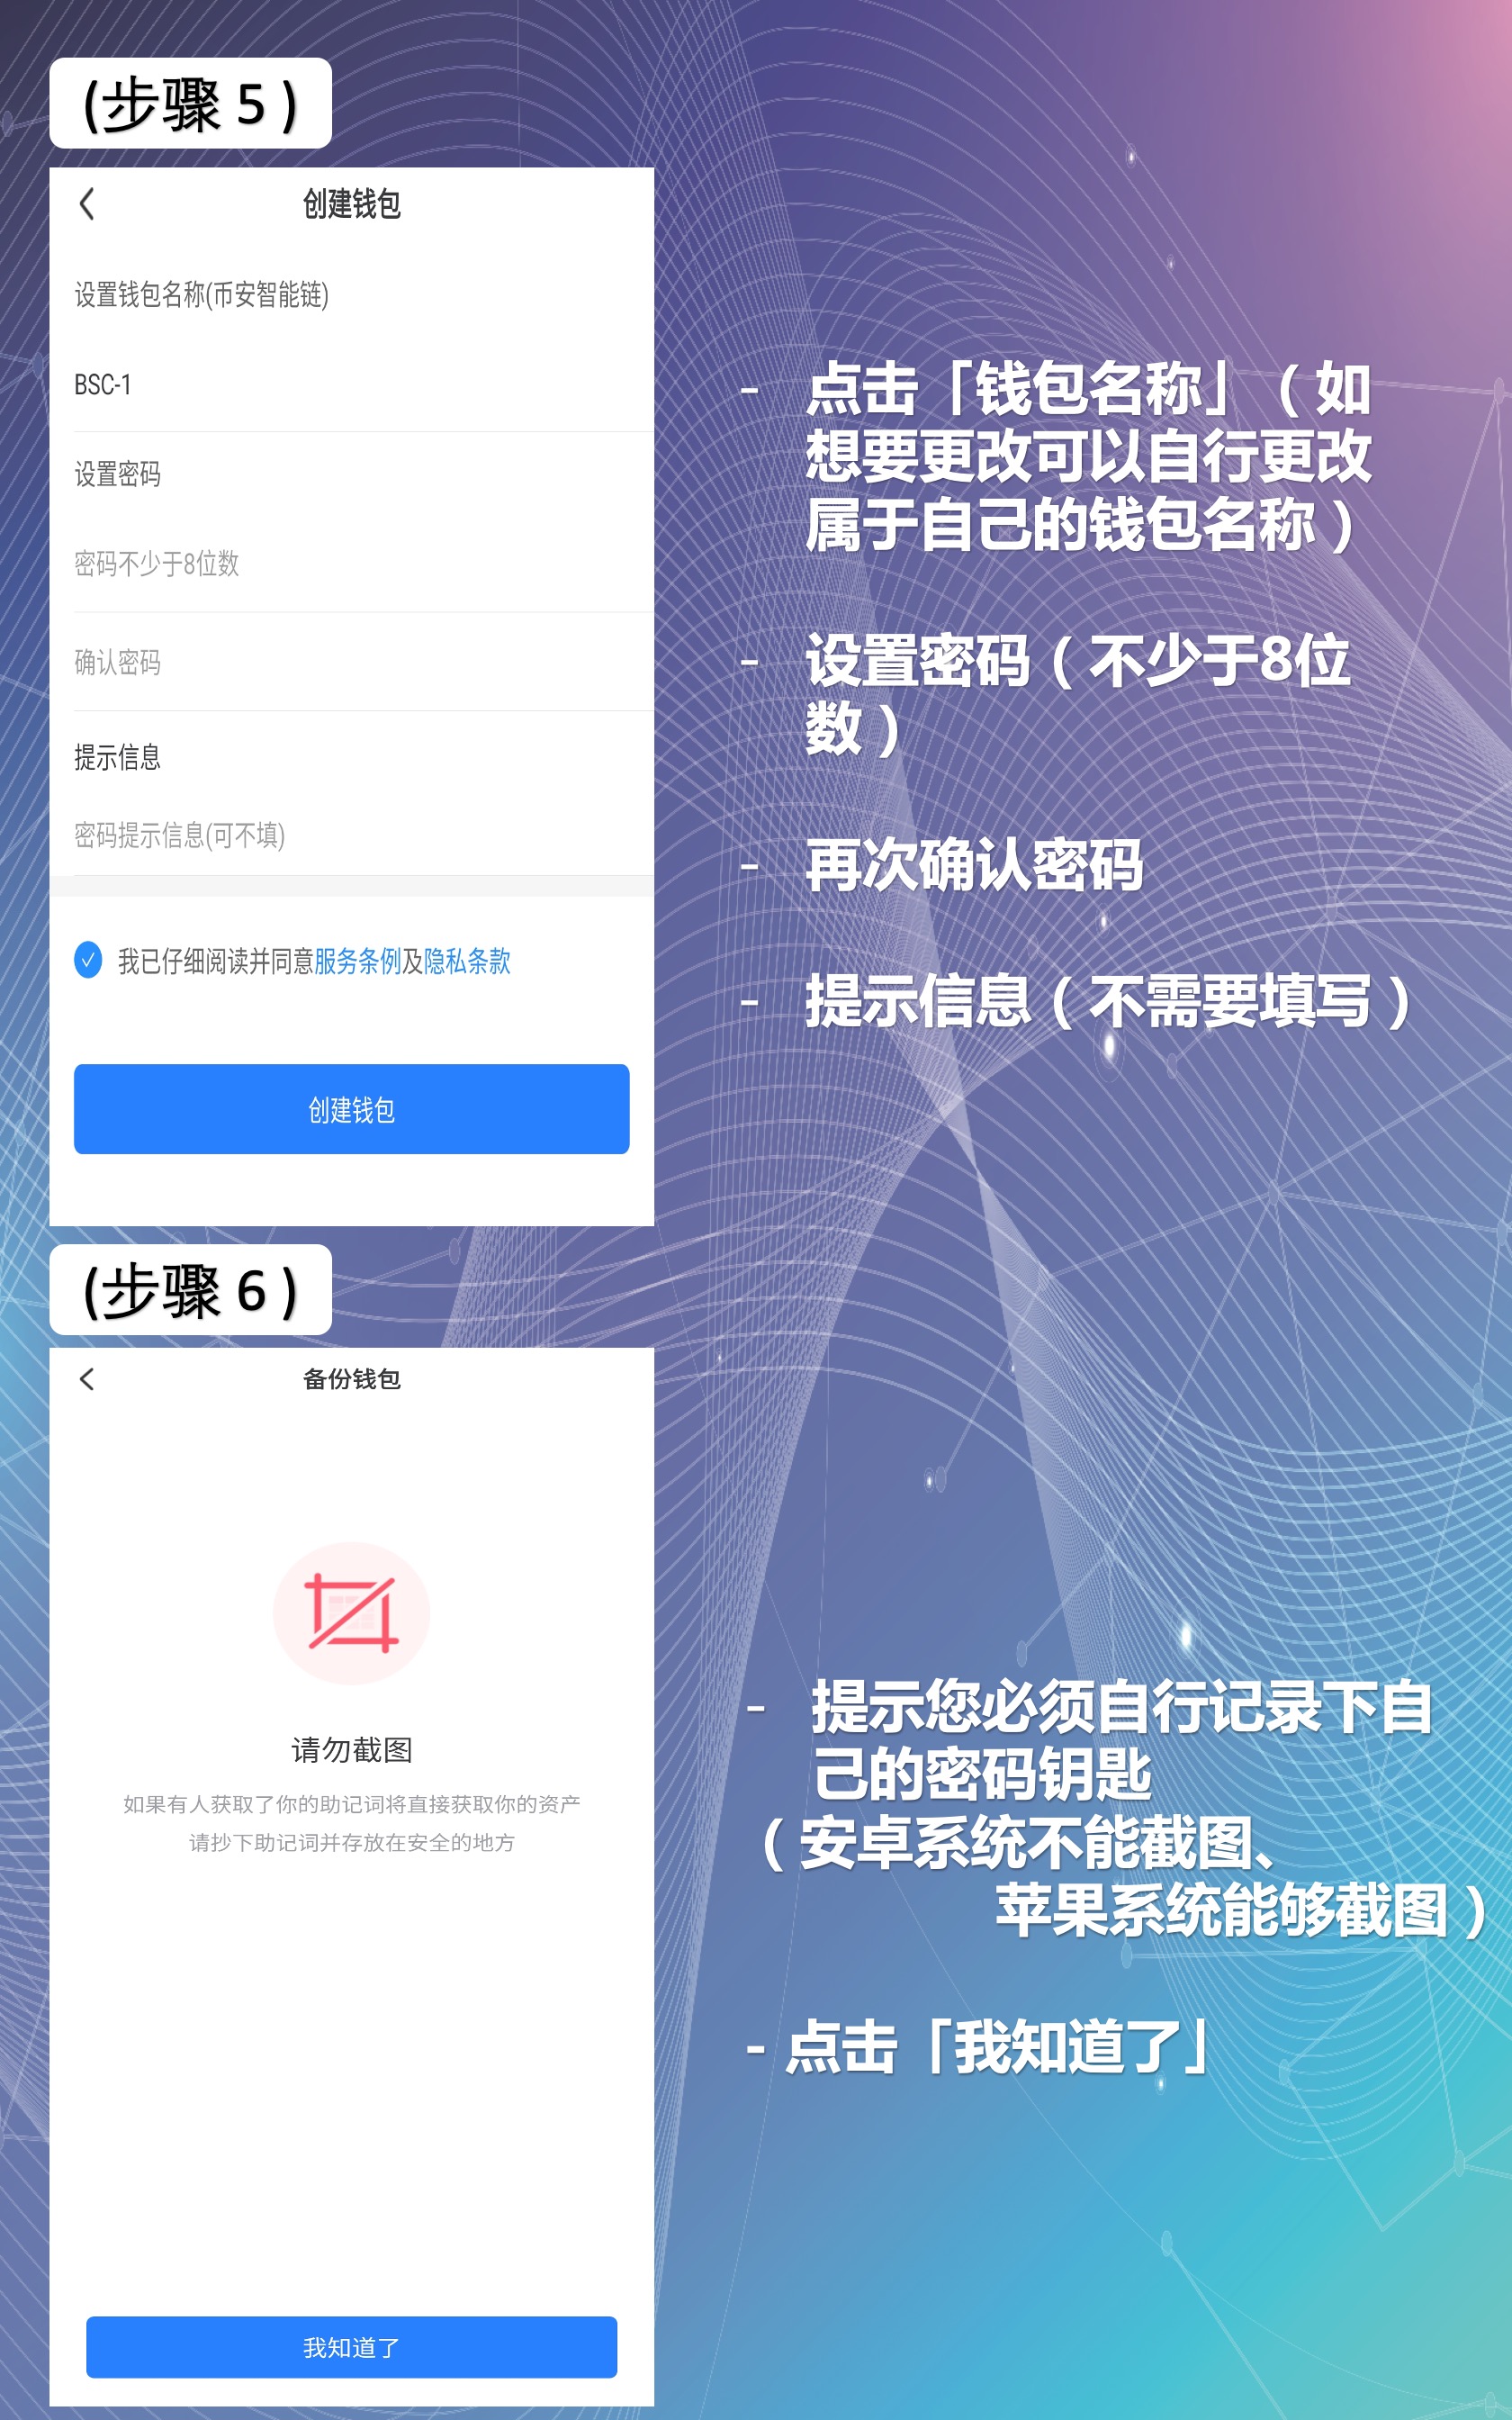 (步骤 5 )
创建钱包
设置钱包名称(币安智能链)
BSC-1
设置密码
密码不少于8位数
确认密码
提示信息
密码提示信息(可不填)
我已仔细阅读并同意服务条例及隐私条款
创建钱包
- 点击「钱包名称」（如
想要更改可以自行更改
属于自己的钱包名称）
- 设置密码（不少于8位
数）
- 再次确认密码
- 提示信息（不需要填写）
(步骤 6 )
备份钱包
请勿截图
如果有人获取了你的助记词将直接获取你的资产
请抄下助记词并存放在安全的地方
我知道了
- 提示您必须自行记录下自
己的密码钥匙
（安卓系统不能截图、
苹果系统能够截图）
- 点击「我知道了」